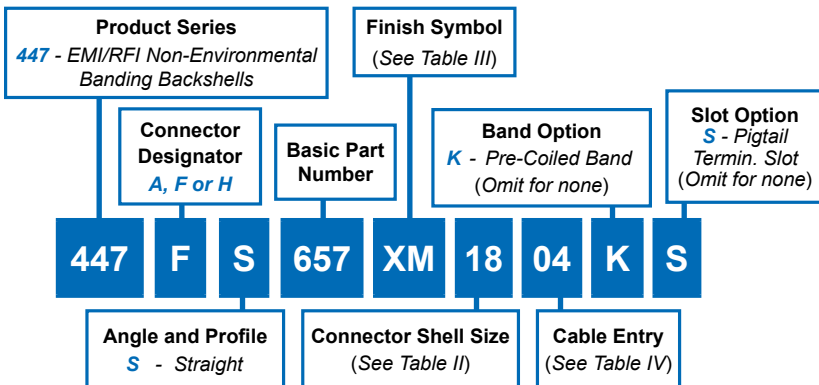 Product Series
447 - EMI/RFI Non-Environmental
Banding Backshells
Finish Symbol
(See Table III)
Connector
Designator
A, F or H
Basic Part
Number
Band Option
K - Pre-Coiled Band
(Omit for none)
Slot Option
S - Pigtail
Termin. Slot
(Omit for none)
447 F S 657 XM 18 04 K S
Angle and Profile
S - Straight
Connector Shell Size
(See Table II)
Cable Entry
(See Table IV)